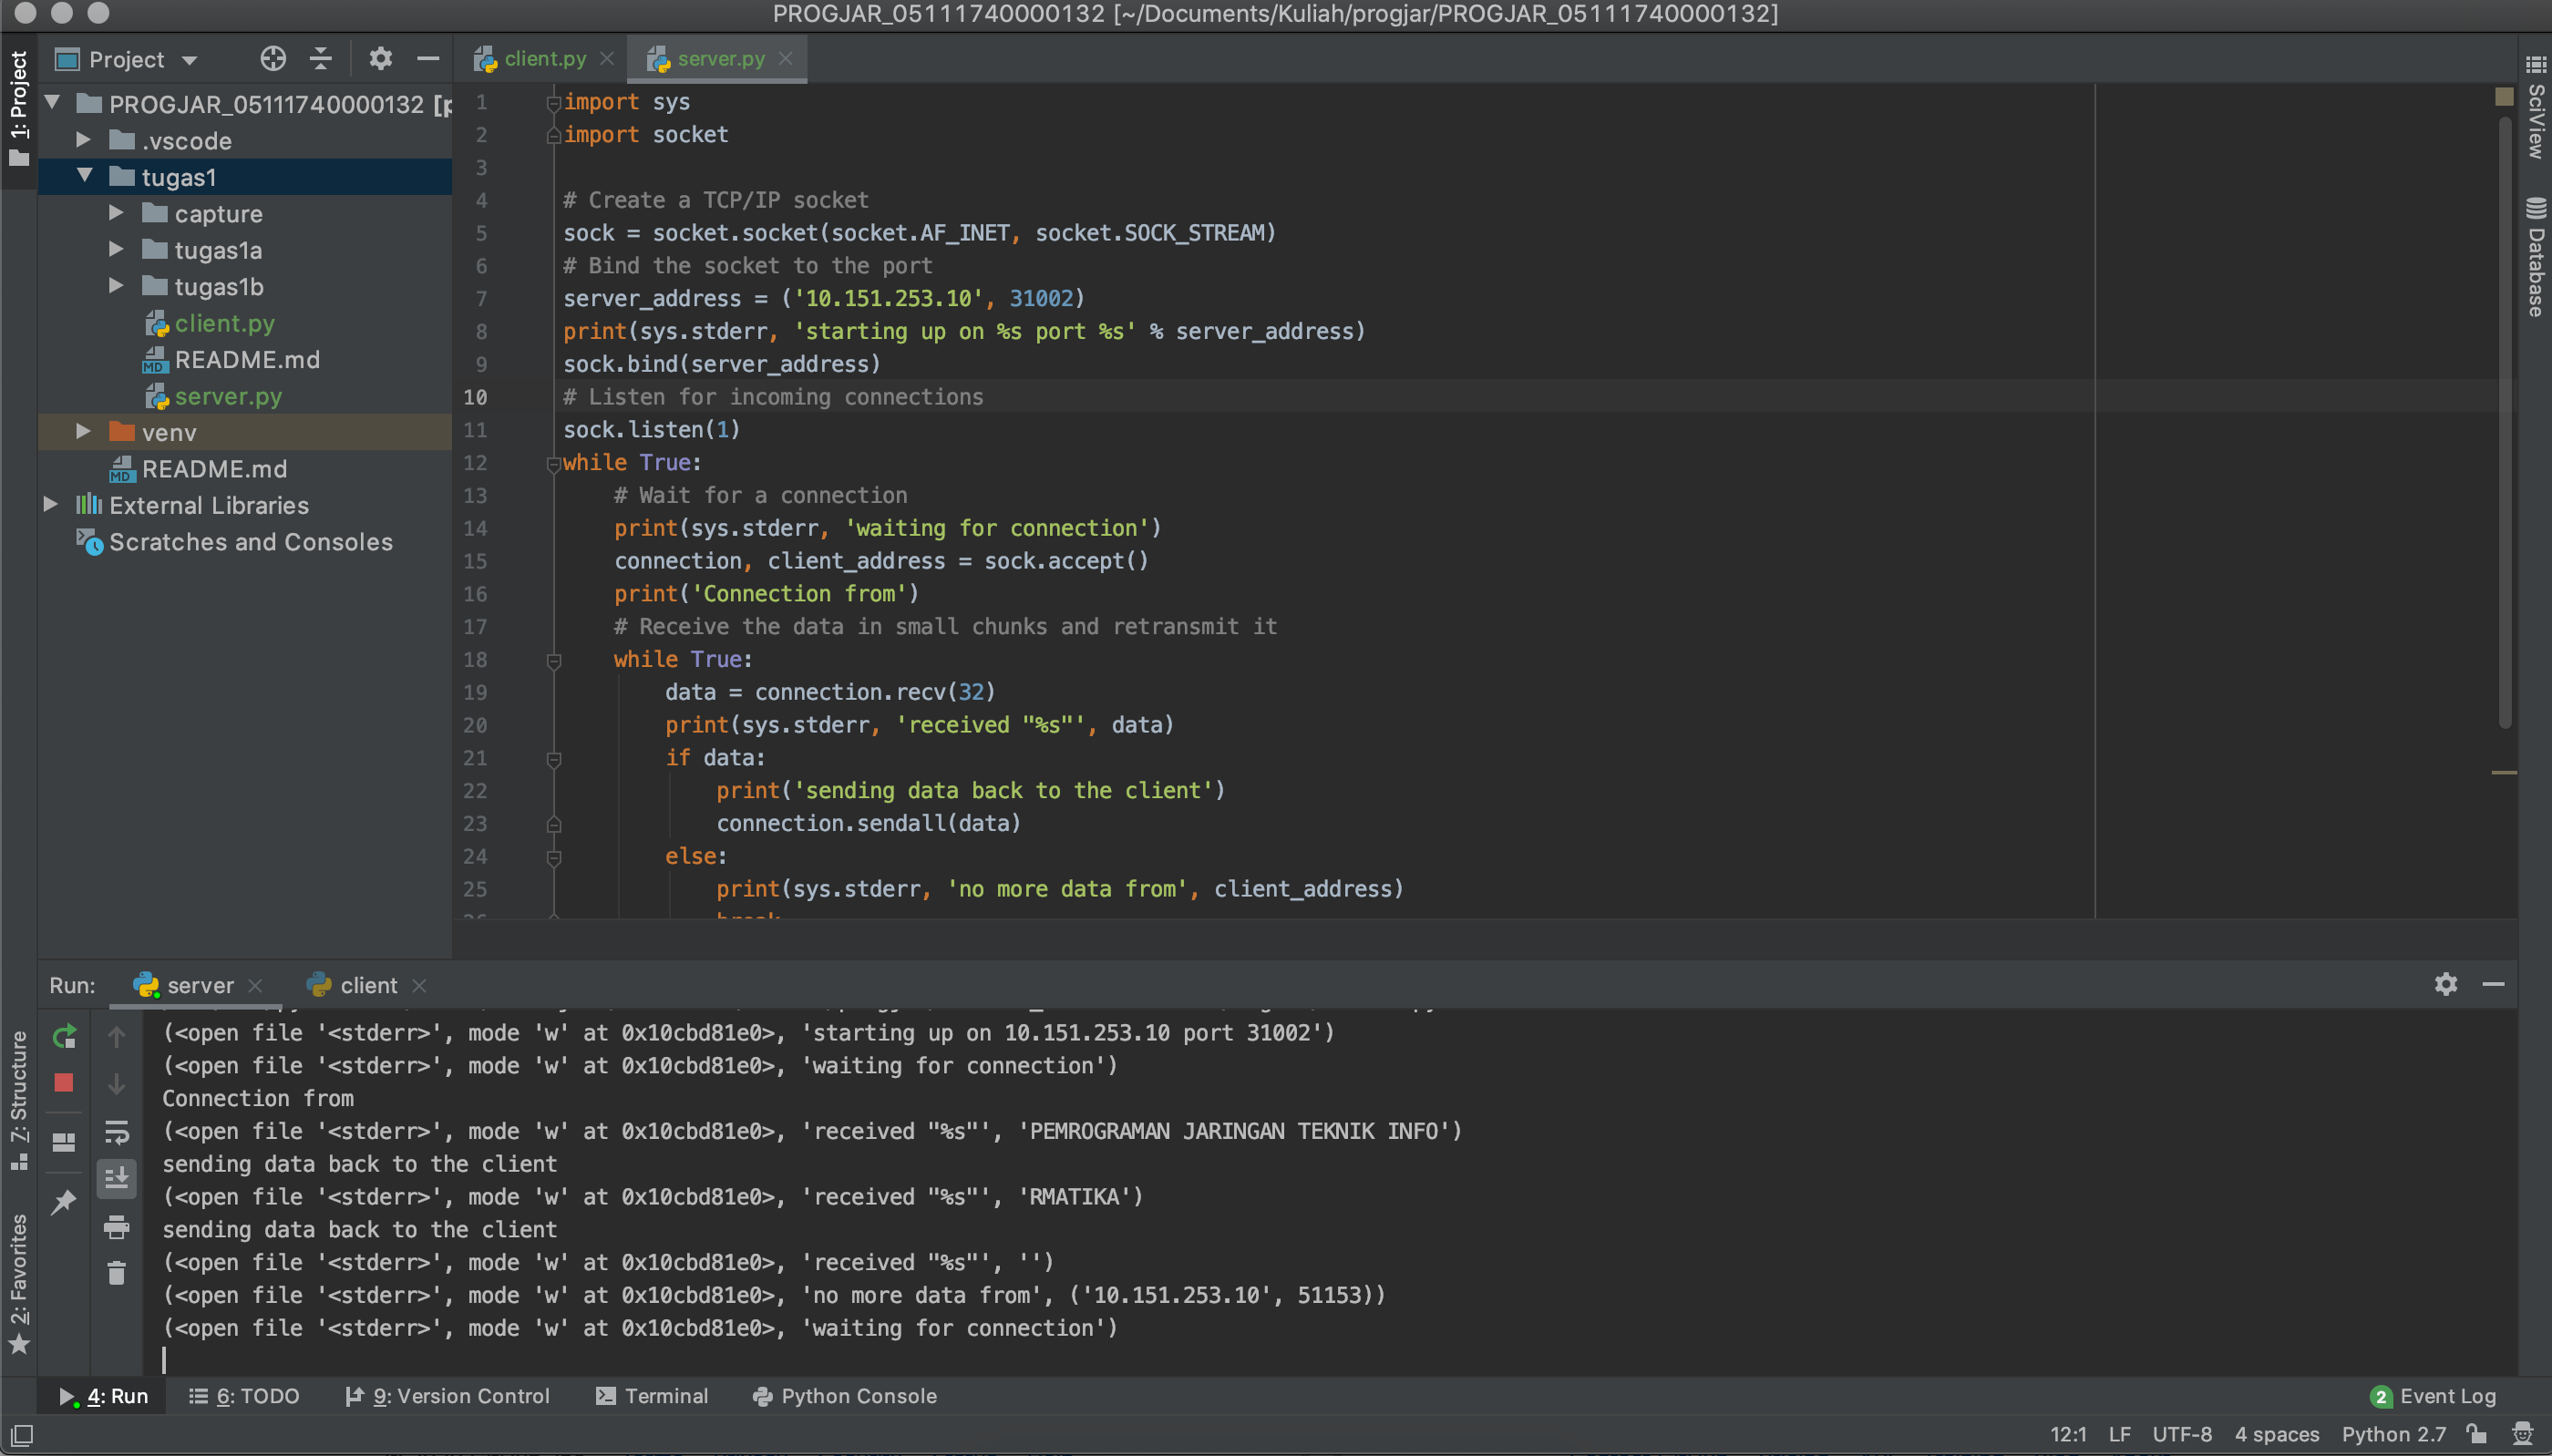 PROGJAR_05111740000132 [~/Documents/Kuliah/progjar/PROGJAR_05111740000132]
1: Project
Project
client.py
server.py
SciView
Database
PROGJAR_05111740000132 [p
.vscode
tugas1
capture
tugas1a
tugas1b
client.py
README.md
server.py
venv
README.md
External Libraries
Scratches and Consoles
1 import sys
2 import socket
3
4 # Create a TCP/IP socket
5 sock = socket.socket(socket.AF_INET, socket.SOCK_STREAM)
6 # Bind the socket to the port
7 server_address = ('10.151.253.10', 31002)
8 print(sys.stderr, 'starting up on %s port %s' % server_address)
9 sock.bind(server_address)
10 # Listen for incoming connections
11 sock.listen(1)
12 while True:
13     # Wait for a connection
14     print(sys.stderr, 'waiting for connection')
15     connection, client_address = sock.accept()
16     print('Connection from')
17     # Receive the data in small chunks and retransmit it
18     while True:
19         data = connection.recv(32)
20         print(sys.stderr, 'received "%s"', data)
21         if data:
22             print('sending data back to the client')
23             connection.sendall(data)
24         else:
25             print(sys.stderr, 'no more data from', client_address)
26             break
Run:
server
client
(<open file '<stderr>', mode 'w' at 0x10cbd81e0>, 'starting up on 10.151.253.10 port 31002')
(<open file '<stderr>', mode 'w' at 0x10cbd81e0>, 'waiting for connection')
Connection from
(<open file '<stderr>', mode 'w' at 0x10cbd81e0>, 'received "%s"', 'PEMROGRAMAN JARINGAN TEKNIK INFO')
sending data back to the client
(<open file '<stderr>', mode 'w' at 0x10cbd81e0>, 'received "%s"', 'RMATIKA')
sending data back to the client
(<open file '<stderr>', mode 'w' at 0x10cbd81e0>, 'received "%s"', '')
(<open file '<stderr>', mode 'w' at 0x10cbd81e0>, 'no more data from', ('10.151.253.10', 51153))
(<open file '<stderr>', mode 'w' at 0x10cbd81e0>, 'waiting for connection')
Z: Structure
2: Favorites
4: Run
6: TODO
9: Version Control
Terminal
Python Console
2 Event Log
12:1 LF UTF-8 4 spaces Python 2.7